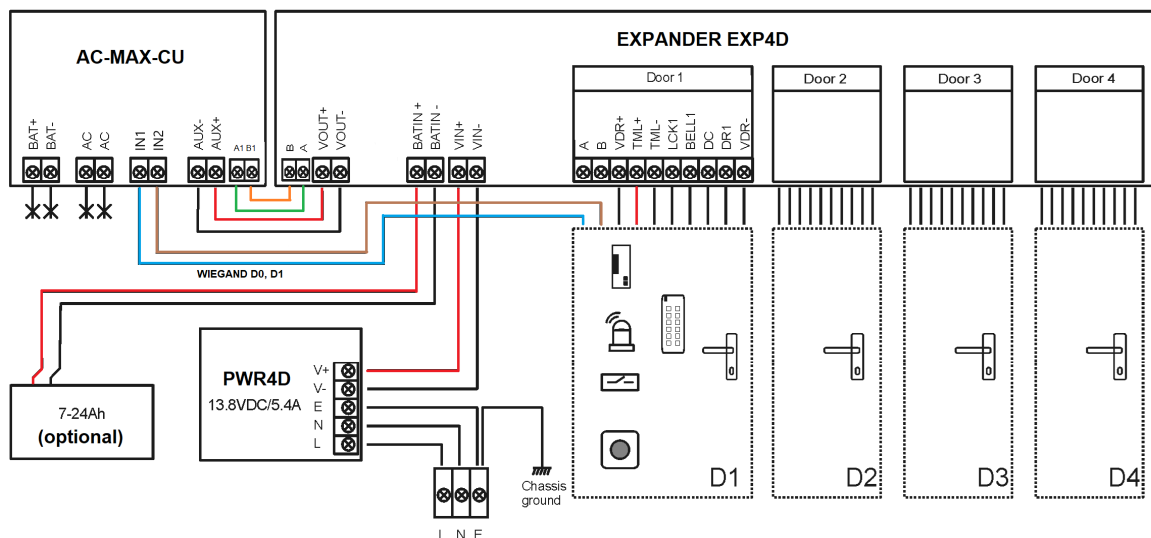 AC-MAX-CU
BAT+
BAT-
AC
AC
IN1
IN2
AUX-
AUX+
A1 B1
EXPANDER EXP4D
B
A
VOUT+
VOUT-
BATIN +
BATIN -
VIN+
VIN-
Door 1
A
B
VDR+
TML+
TML-
LCK1
BELL1
DC
DR1
VDR-
Door 2
Door 3
Door 4
WIEGAND D0, D1
7-24Ah
(optional)
PWR4D
13.8VDC/5.4A
V+
V-
E
N
L
L N E
Chassis
ground
D1
D2
D3
D4